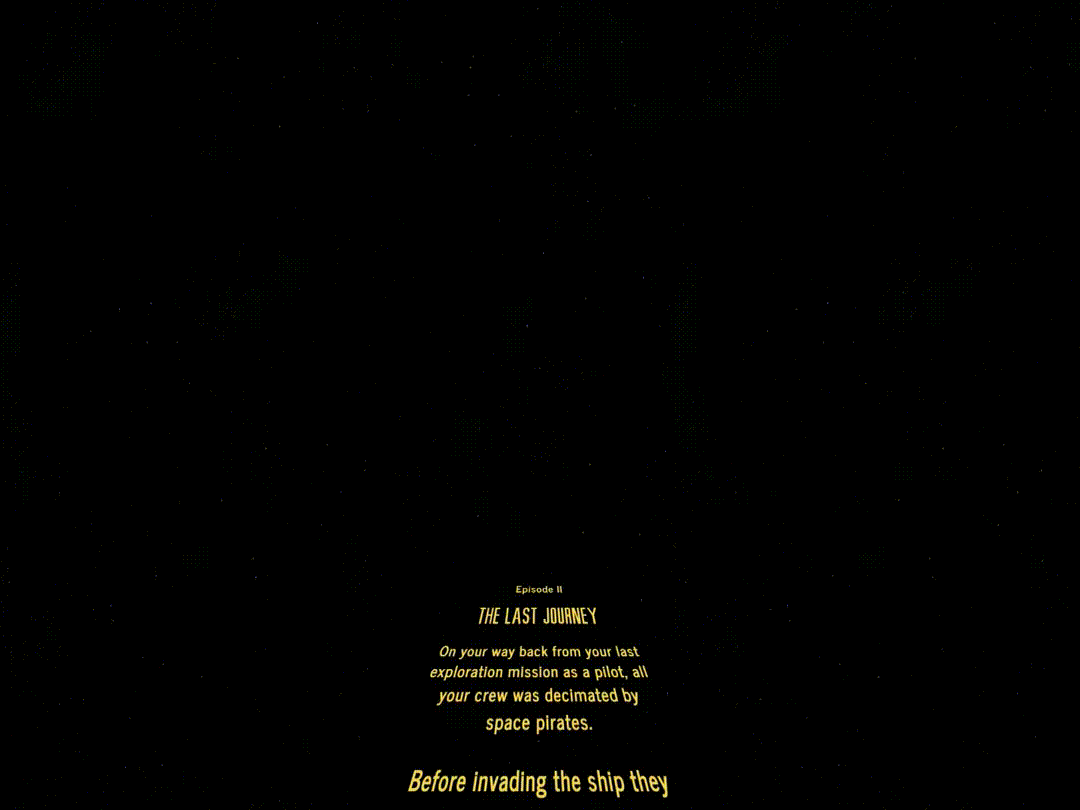 Episode II
THE LAST JOURNEY
On your way back from your last
exploration mission as a pilot, all
your crew was decimated by
space pirates.
Before invading the ship they